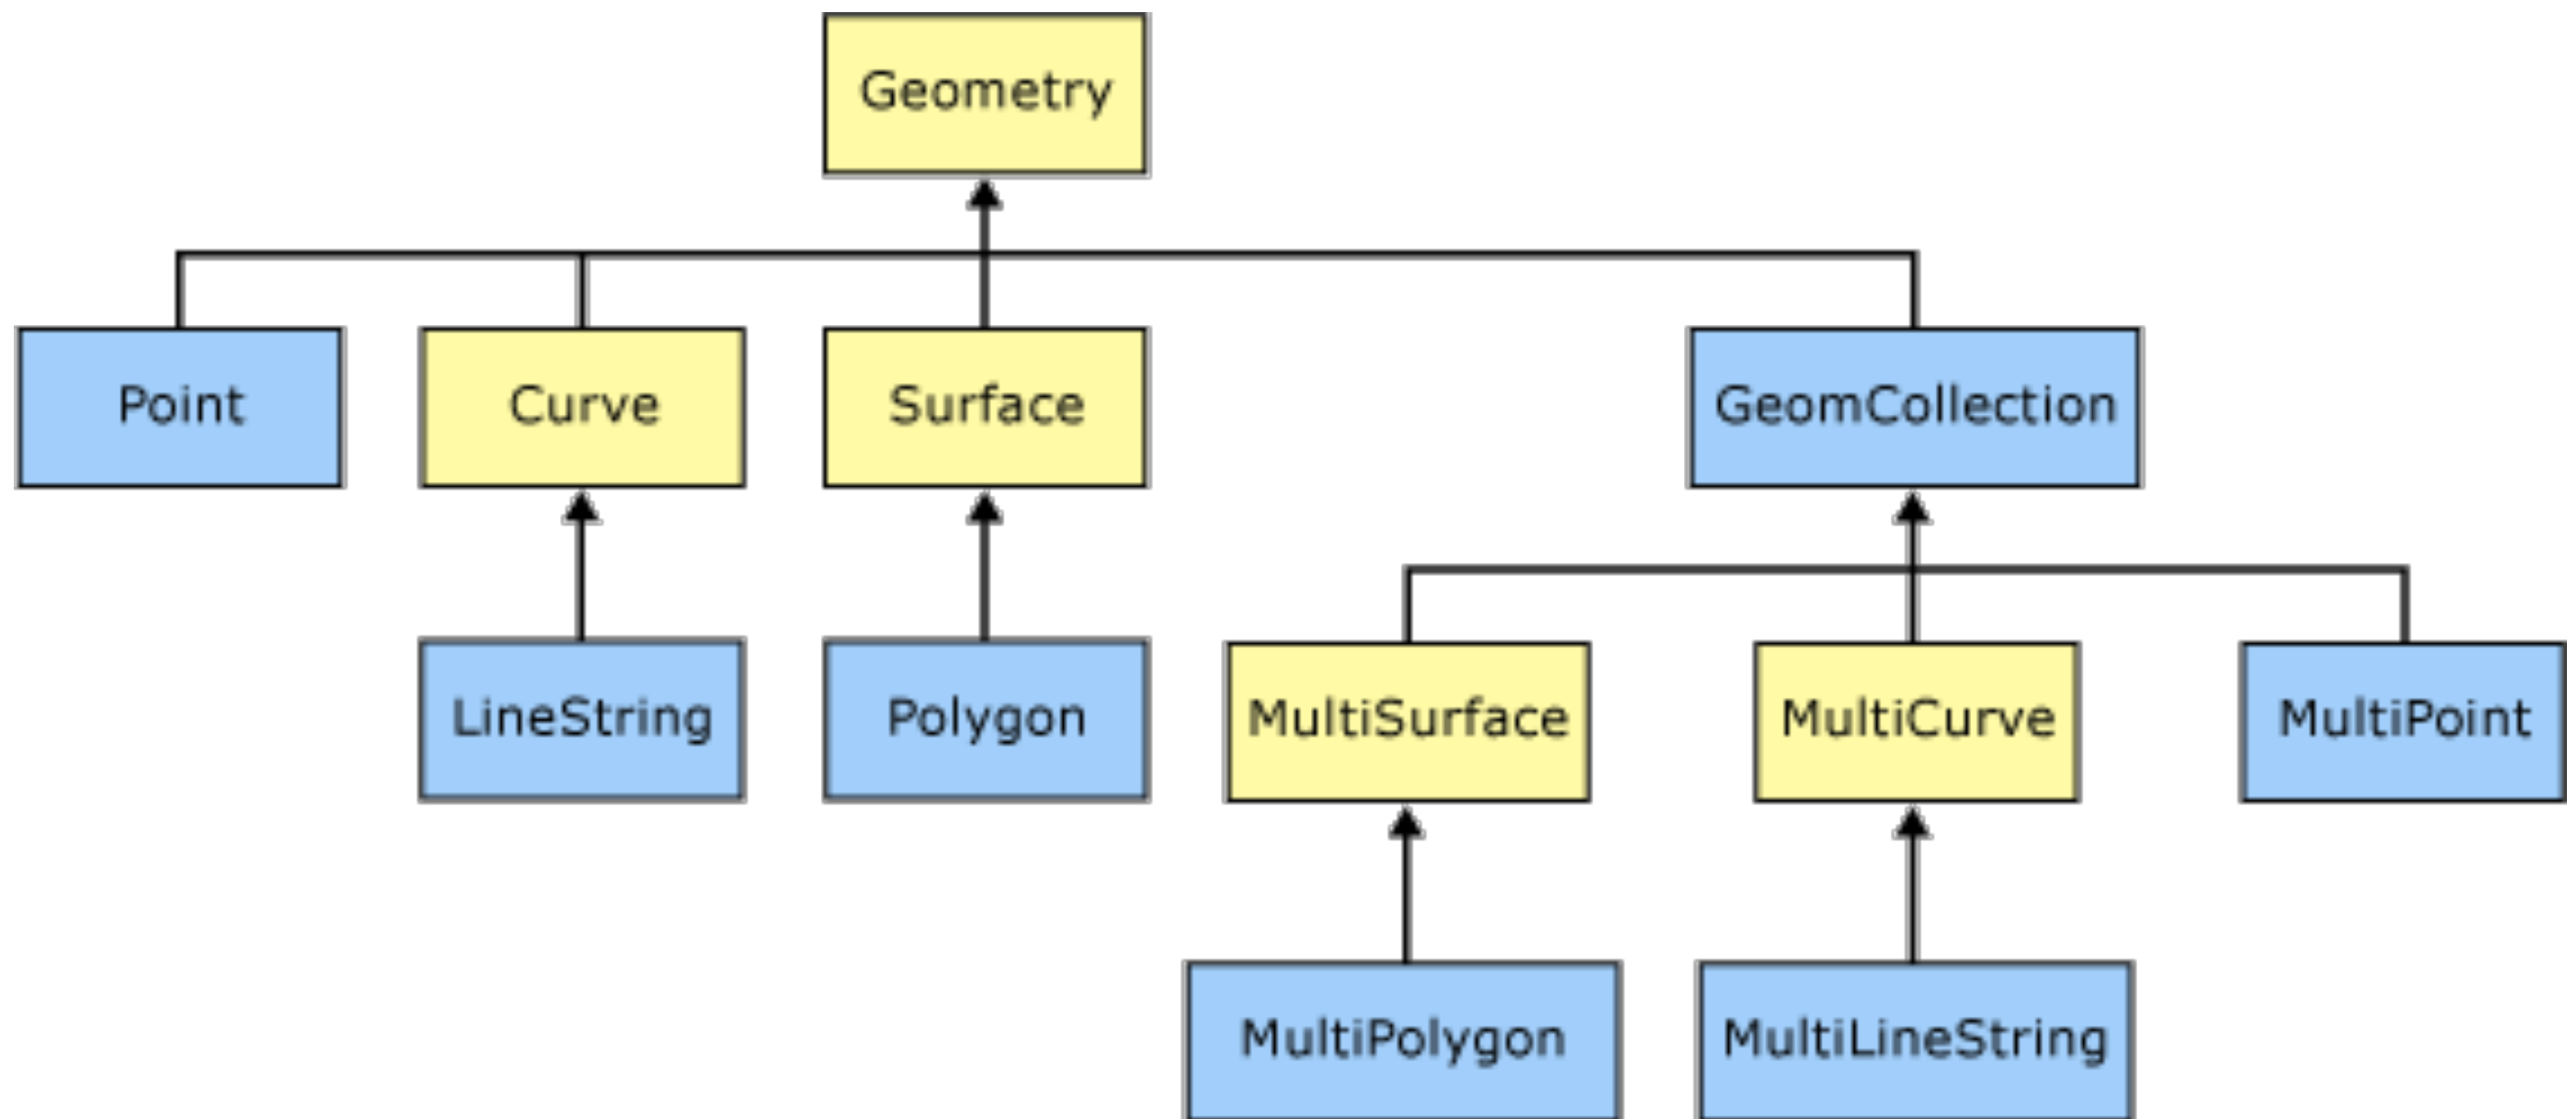 Geometry
Point
Curve
Surface
GeomCollection
LineString
Polygon
MultiSurface
MultiCurve
MultiPoint
MultiPolygon
MultiLineString